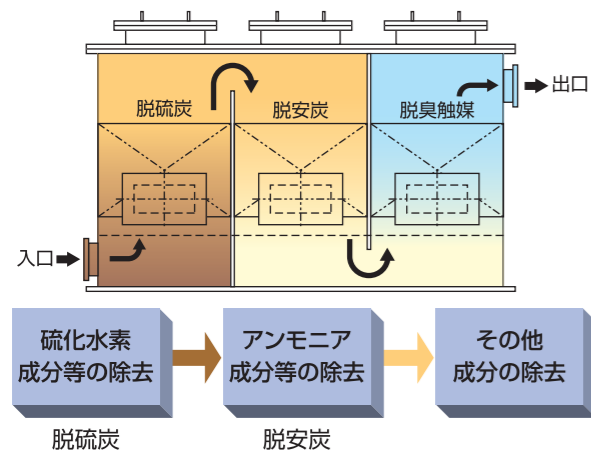 脱硫炭
脱安炭
脱臭触媒
出口
入口
硫化水素
成分等の除去
アンモニア
成分等の除去
その他
成分の除去
脱硫炭
脱安炭